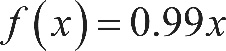 f(x) = 0.99x